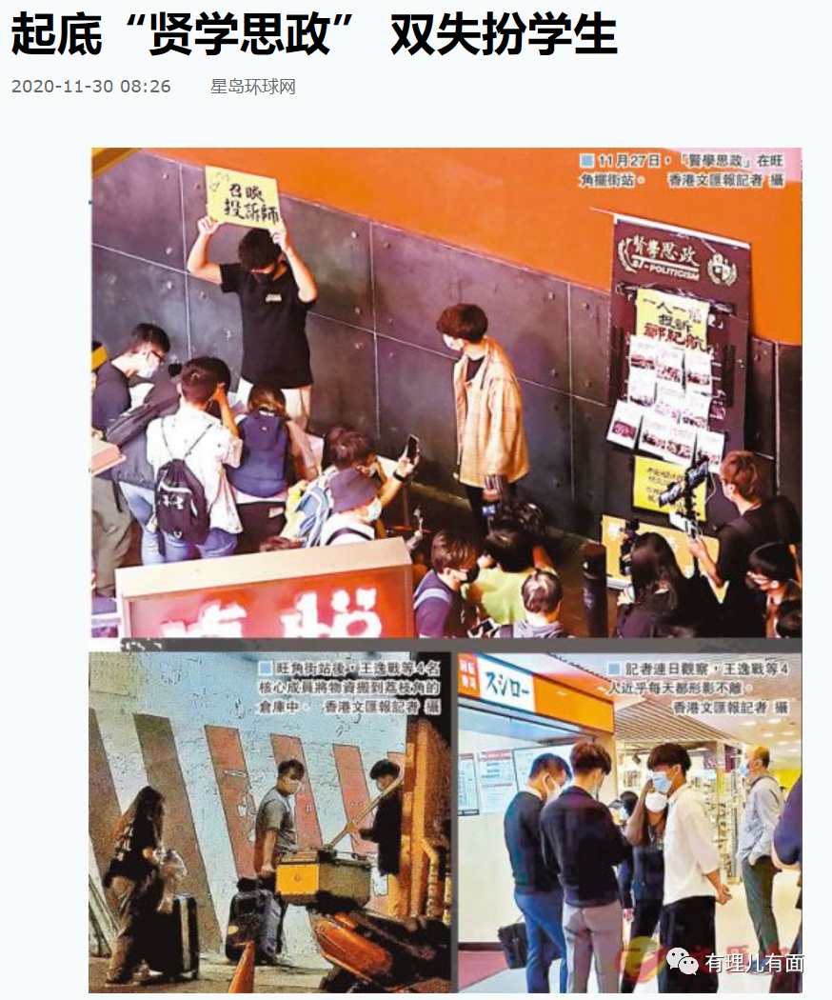 起底“贤学思政” 双失扮学生
2020-11-30 08:26 星岛环球网
11月27日，「賢學思政」在旺
角擺街站。 香港文匯報記者 攝
召喚
投訴師
賢學思政
一人一信
投訴
鄭紀航
旺角街站後，王逸戰等4名
核心成員將物資搬到荔枝角的
倉庫中。 香港文匯報記者 攝
記者連日觀察，王逸戰等4
人近乎每天都形影不離。
香港文匯報記者 攝
スシロー
有理儿有面